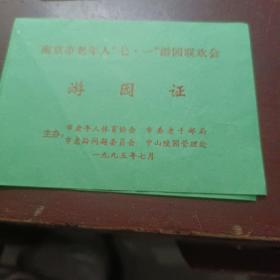 南京市老年人“七·一”游园联欢会
游园证
主办:
市老年人体育协会 市委老干部局
市老龄问题委员会 中山陵园管理处
一九九五年七月